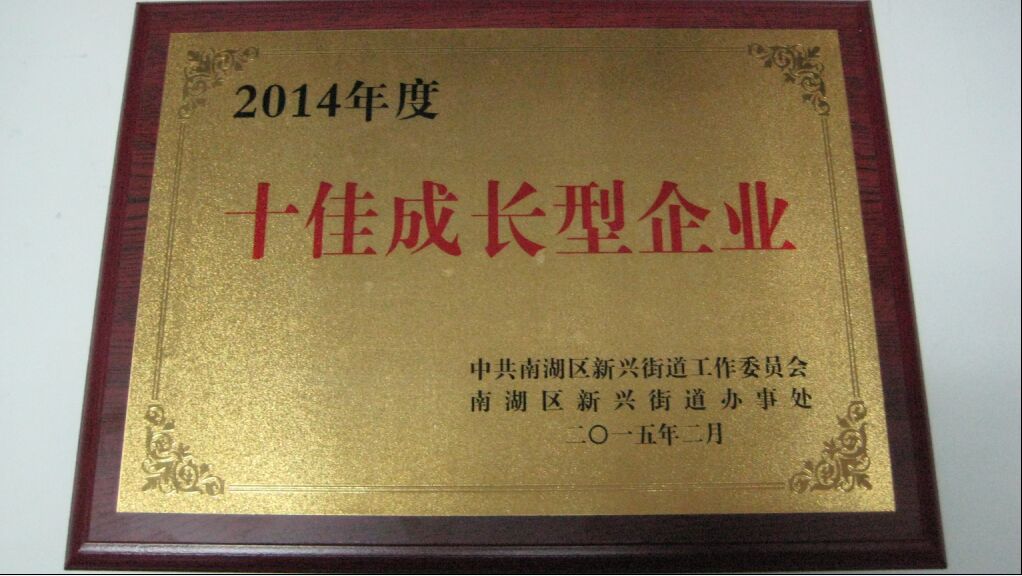 2014年度
十佳成长型企业
中共南湖区新兴街道工作委员会
南湖区新兴街道办事处
二〇一五年二月